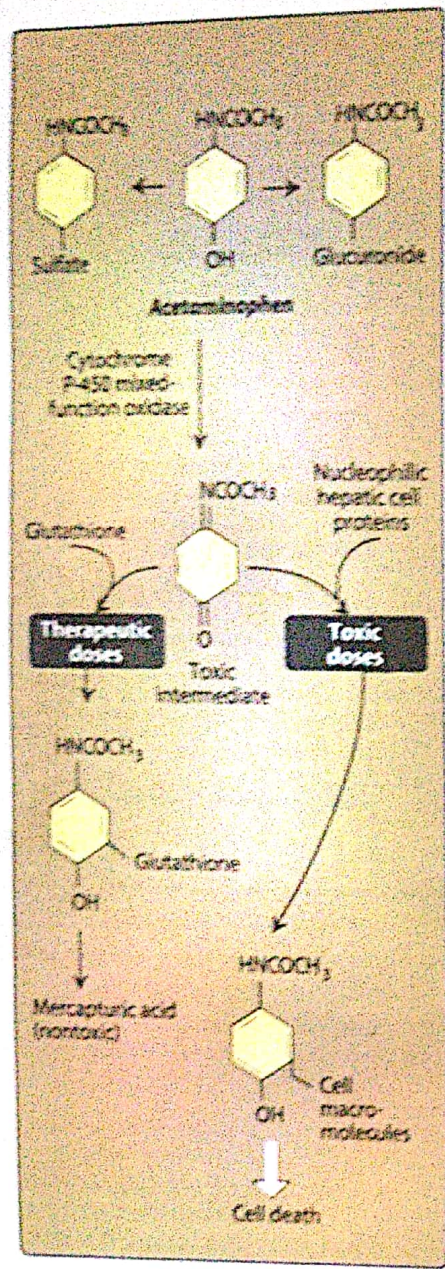 HNCOCH3 HNCOCH3 HNCOCH3
Sulfate OH Glucuronide
Acetaminophen
Cytochrome
P-450 mixed-
function oxidase
NCOCH3
Nucleophilic
hepatic cell
proteins
Glutathione
Therapeutic
doses
O
Toxic
intermediate
Toxic
doses
HNCOCH3
Glutathione
OH
Mercapturic acid
(nontoxic)
HNCOCH3
Cell
macro-
molecules
OH
Cell death